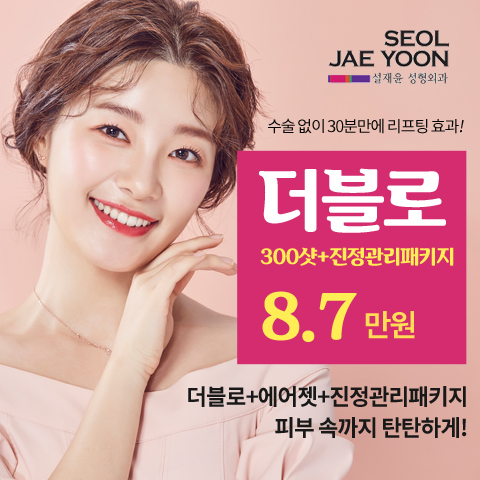 SEOL
JAE YOON
설재윤 성형외과
수술 없이 30분만에 리프팅 효과!
더블로
300샷+진정관리패키지
8.7 만원
더블로+에어젯+진정관리패키지
피부 속까지 탄탄하게!